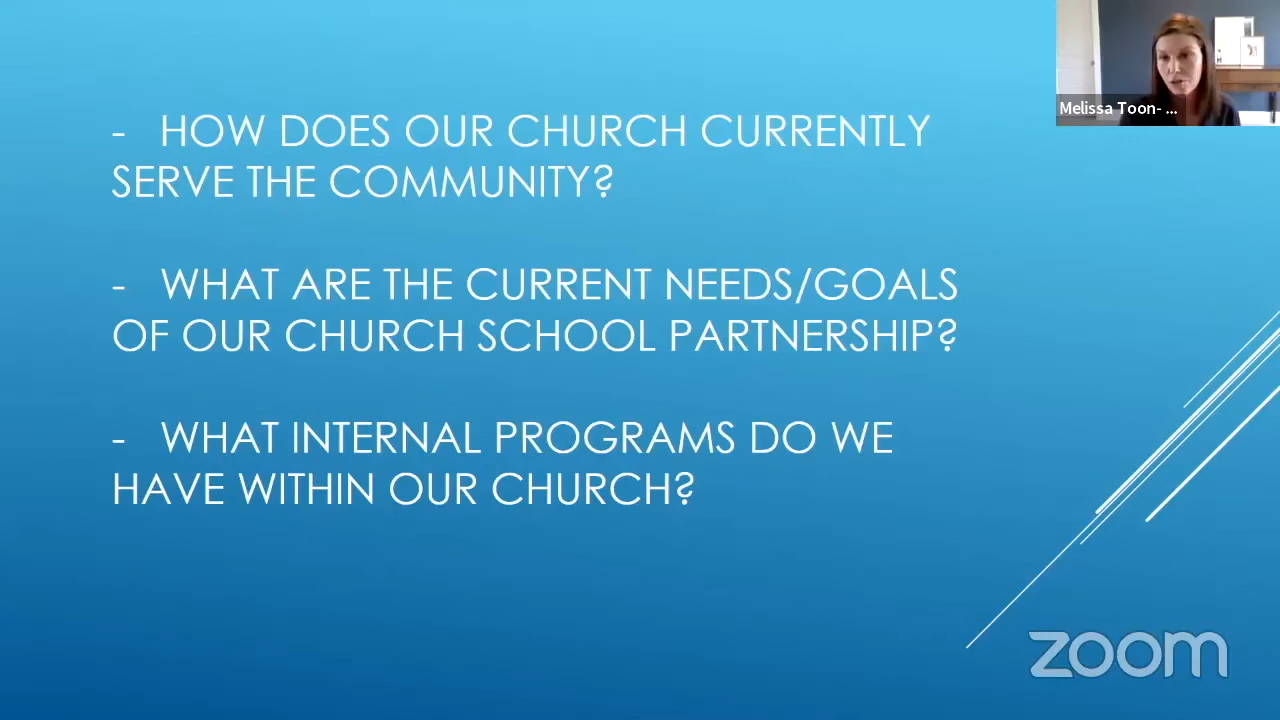 - HOW DOES OUR CHURCH CURRENTLY
SERVE THE COMMUNITY?
- WHAT ARE THE CURRENT NEEDS/GOALS
OF OUR CHURCH SCHOOL PARTNERSHIP?
- WHAT INTERNAL PROGRAMS DO WE
HAVE WITHIN OUR CHURCH?
Melissa Toon- ...
zoom